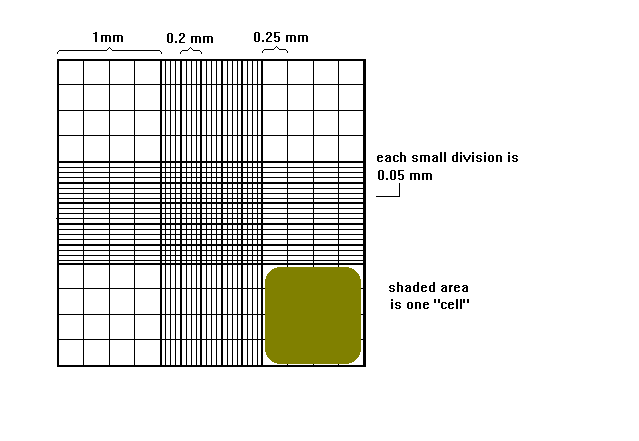 1mm
0.2 mm
0.25 mm
each small division is
0.05 mm
shaded area
is one "cell"